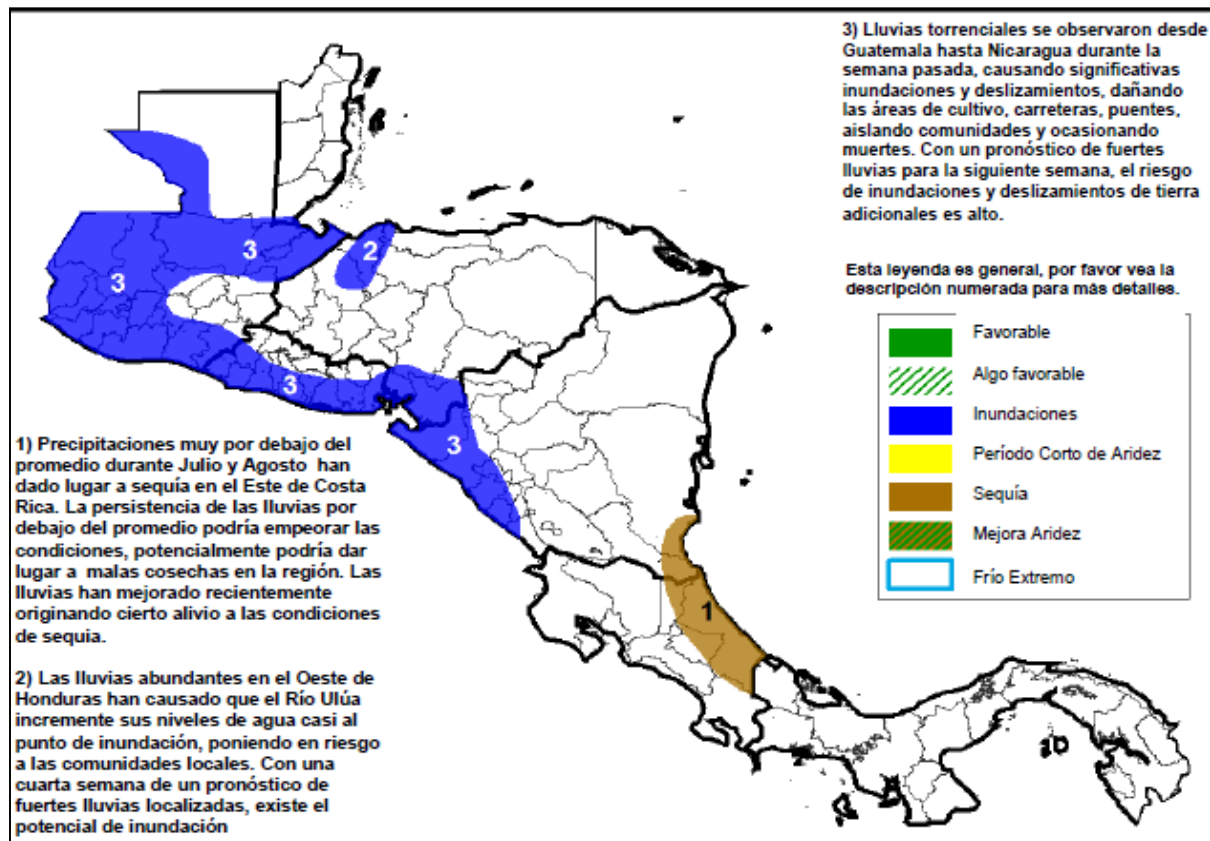 3) Lluvias torrenciales se observaron desde
Guatemala hasta Nicaragua durante la
semana pasada, causando significativas
inundaciones y deslizamientos, dañando
las áreas de cultivo, carreteras, puentes,
aislando comunidades y ocasionando
muertes. Con un pronóstico de fuertes
lluvias para la siguiente semana, el riesgo
de inundaciones y deslizamientos de tierra
adicionales es alto.
Esta leyenda es general, por favor vea la
descripción numerada para más detalles.
Favorable
Algo favorable
Inundaciones
Período Corto de Aridez
Sequía
Mejora Aridez
Frío Extremo
3
2
3
3
3
1
1) Precipitaciones muy por debajo del
promedio durante Julio y Agosto han
dado lugar a sequía en el Este de Costa
Rica. La persistencia de las lluvias por
debajo del promedio podría empeorar las
condiciones, potencialmente podría dar
lugar a malas cosechas en la región. Las
lluvias han mejorado recientemente
originando cierto alivio a las condiciones
de sequia.
2) Las lluvias abundantes en el Oeste de
Honduras han causado que el Río Ulúa
incremente sus niveles de agua casi al
punto de inundación, poniendo en riesgo
a las comunidades locales. Con una
cuarta semana de un pronóstico de
fuertes lluvias localizadas, existe el
potencial de inundación